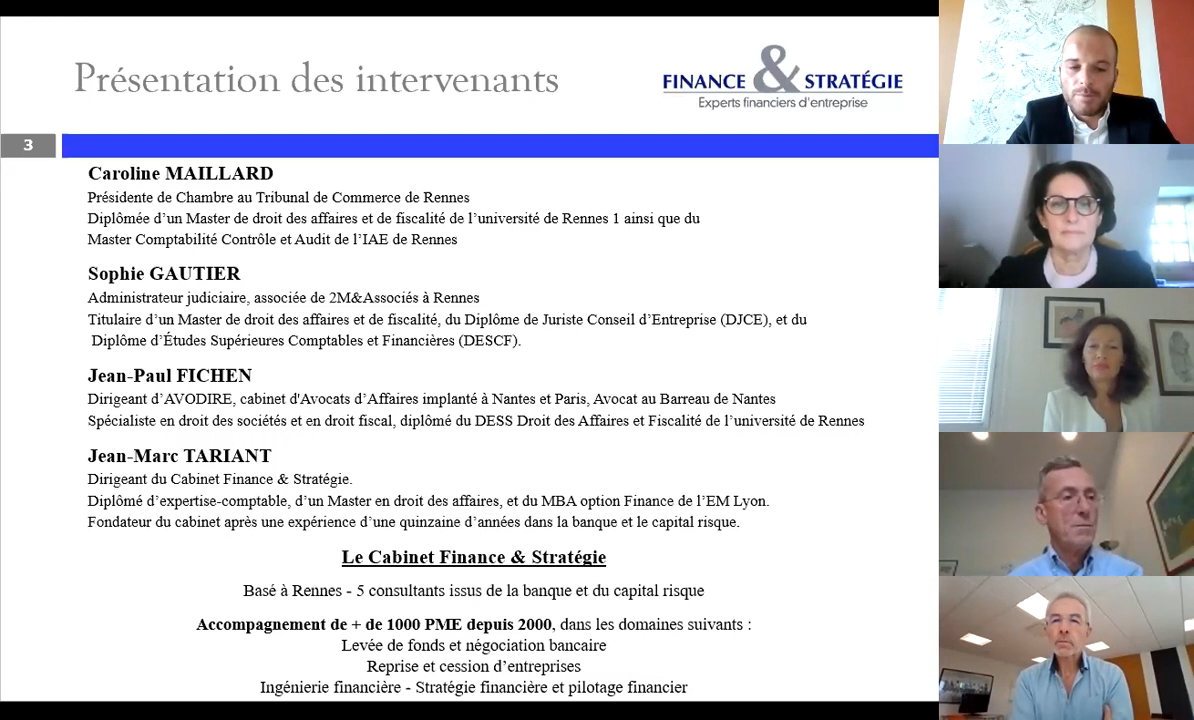 Présentation des intervenants
FINANCE & STRATÉGIE
Experts financiers d'entreprise
3
Caroline MAILLARD
Présidente de Chambre au Tribunal de Commerce de Rennes
Diplômée d’un Master de droit des affaires et de fiscalité de l’université de Rennes 1 ainsi que du
Master Comptabilité Contrôle et Audit de l’IAE de Rennes
Sophie GAUTIER
Administrateur judiciaire, associée de 2M&Associés à Rennes
Titulaire d’un Master de droit des affaires et de fiscalité, du Diplôme de Juriste Conseil d’Entreprise (DJCE), et du
Diplôme d’Études Supérieures Comptables et Financières (DESCF).
Jean-Paul FICHEN
Dirigeant d’AVODIRE, cabinet d'Avocats d’Affaires implanté à Nantes et Paris, Avocat au Barreau de Nantes
Spécialiste en droit des sociétés et en droit fiscal, diplômé du DESS Droit des Affaires et Fiscalité de l’université de Rennes
Jean-Marc TARIANT
Dirigeant du Cabinet Finance & Stratégie.
Diplômé d’expertise-comptable, d’un Master en droit des affaires, et du MBA option Finance de l’EM Lyon.
Fondateur du cabinet après une expérience d’une quinzaine d’années dans la banque et le capital risque.
Le Cabinet Finance & Stratégie
Basé à Rennes - 5 consultants issus de la banque et du capital risque
Accompagnement de + de 1000 PME depuis 2000, dans les domaines suivants :
Levée de fonds et négociation bancaire
Reprise et cession d’entreprises
Ingénierie financière - Stratégie financière et pilotage financier